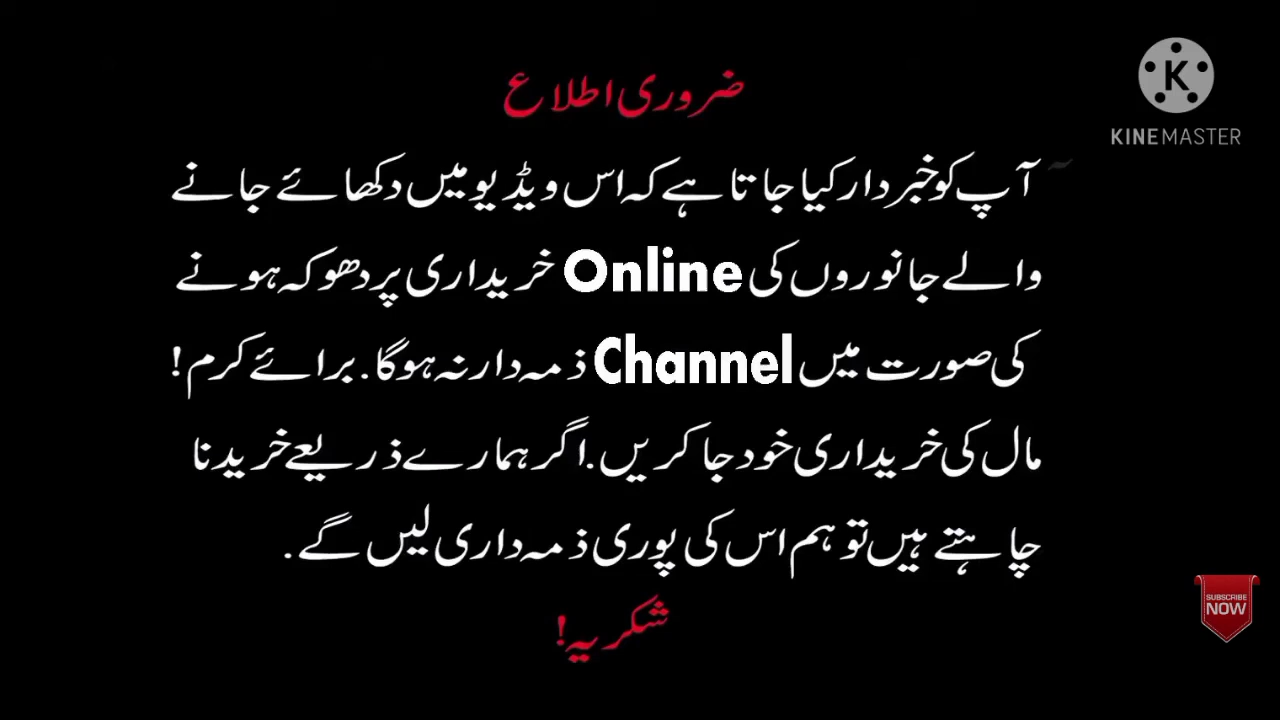 ضروری اطلاع
آپ کو خبردار کیا جاتا ہے کہ اس ویڈیو میں دکھائے جانے
والے جانوروں کی Online خریداری پر دھوکہ ہونے
کی صورت میں Channel ذمہ دار نہ ہوگا. برائے کرم!
مال کی خریداری خود جا کریں. اگر ہمارے ذریعے خریدنا
چاہتے ہیں تو ہم اس کی پوری ذمہ داری لیں گے.
شکریہ!
K
KINEMASTER
SUBSCRIBE
NOW